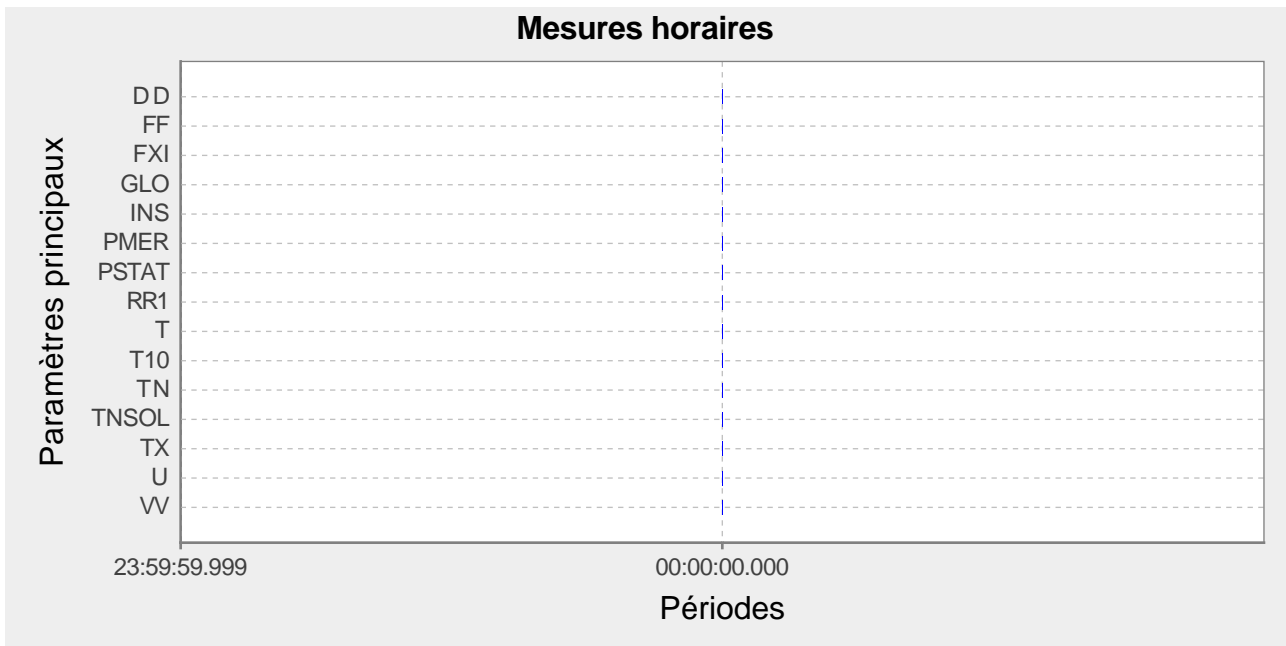 Mesures horaires
Paramètres principaux
DD
FF
FXI
GLO
INS
PMER
PSTAT
RR1
T
T10
TN
TNSOL
TX
U
VV
23:59:59.999 00:00:00.000
Périodes